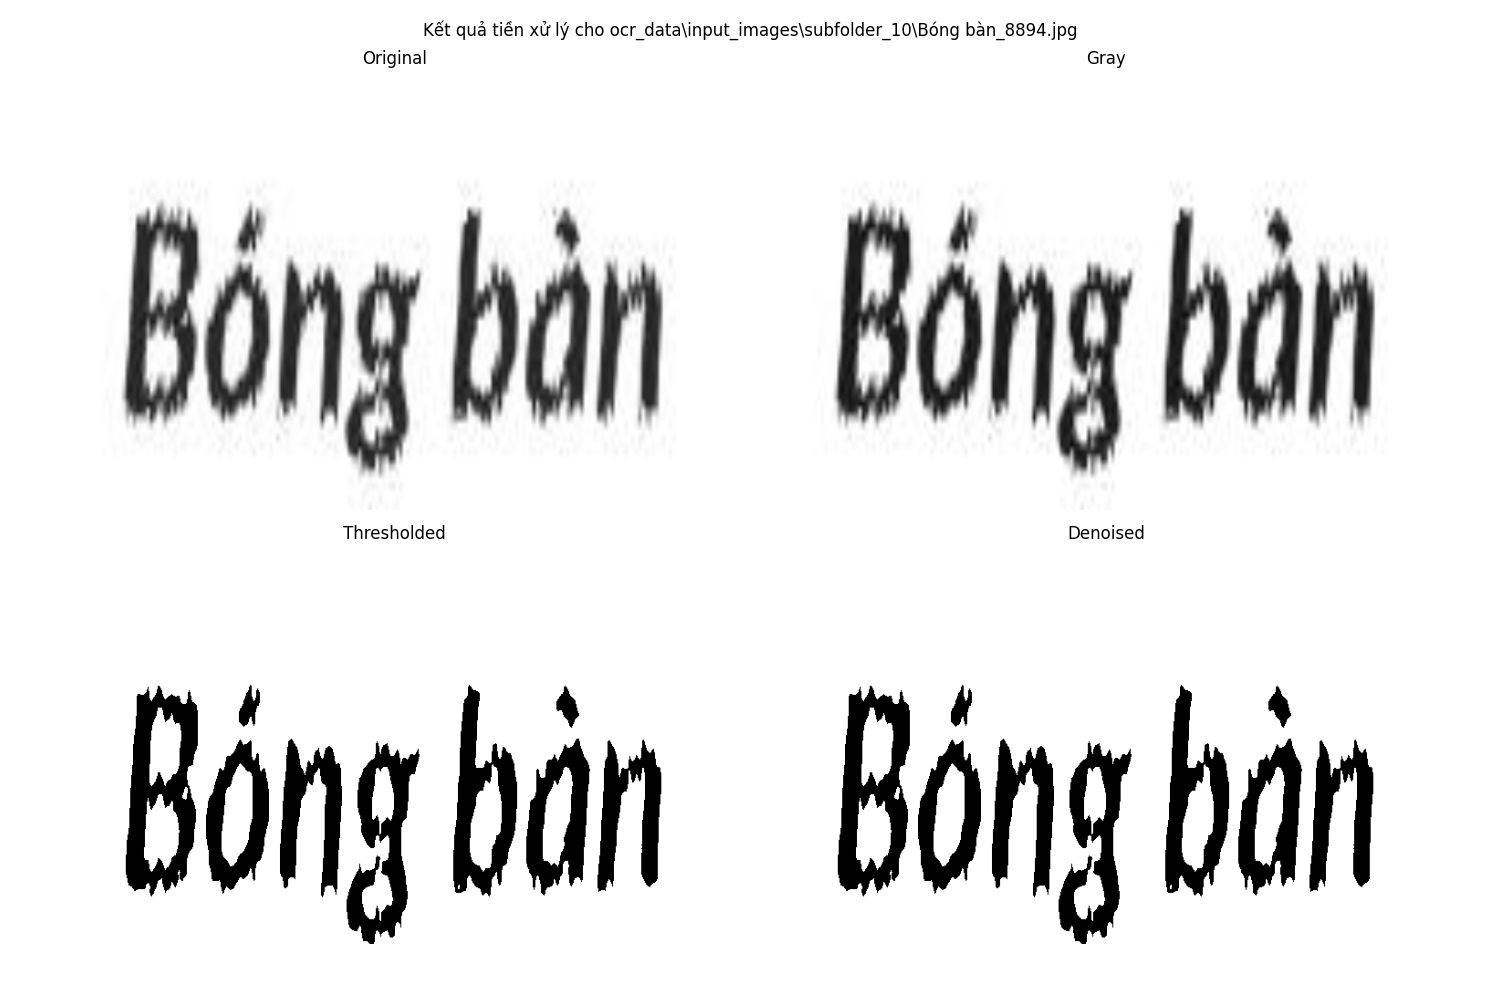 Kết quả tiền xử lý cho ocr_data\input_images\subfolder_10\Bóng bàn_8894.jpg
Original
Gray
Bóng bàn
Bóng bàn
Thresholded
Denoised
Bóng bàn
Bóng bàn